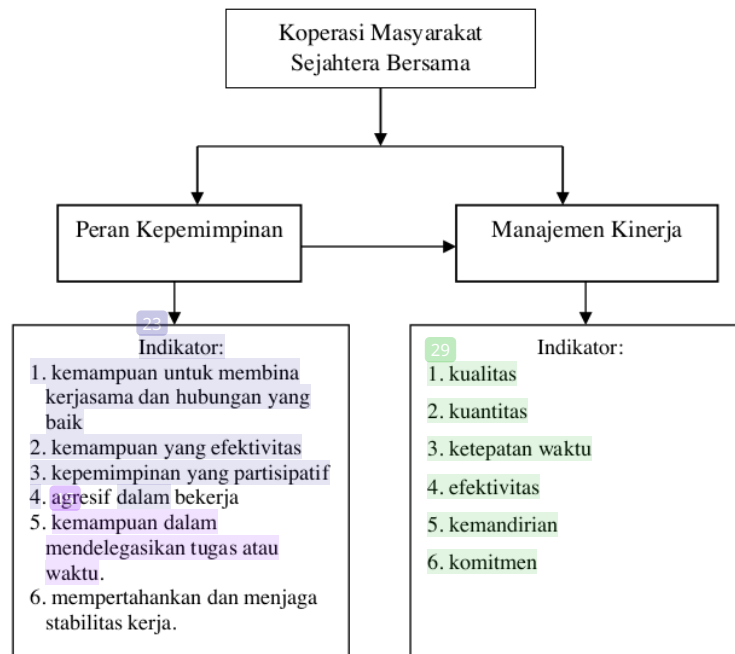 Koperasi Masyarakat
Sejahtera Bersama
Peran Kepemimpinan
Manajemen Kinerja
23
Indikator:
1. kemampuan untuk membina
kerjasama dan hubungan yang
baik
2. kemampuan yang efektivitas
3. kepemimpinan yang partisipatif
4. agresif dalam bekerja
5. kemampuan dalam
mendelegasikan tugas atau
waktu.
6. mempertahankan dan menjaga
stabilitas kerja.
29
Indikator:
1. kualitas
2. kuantitas
3. ketepatan waktu
4. efektivitas
5. kemandirian
6. komitmen